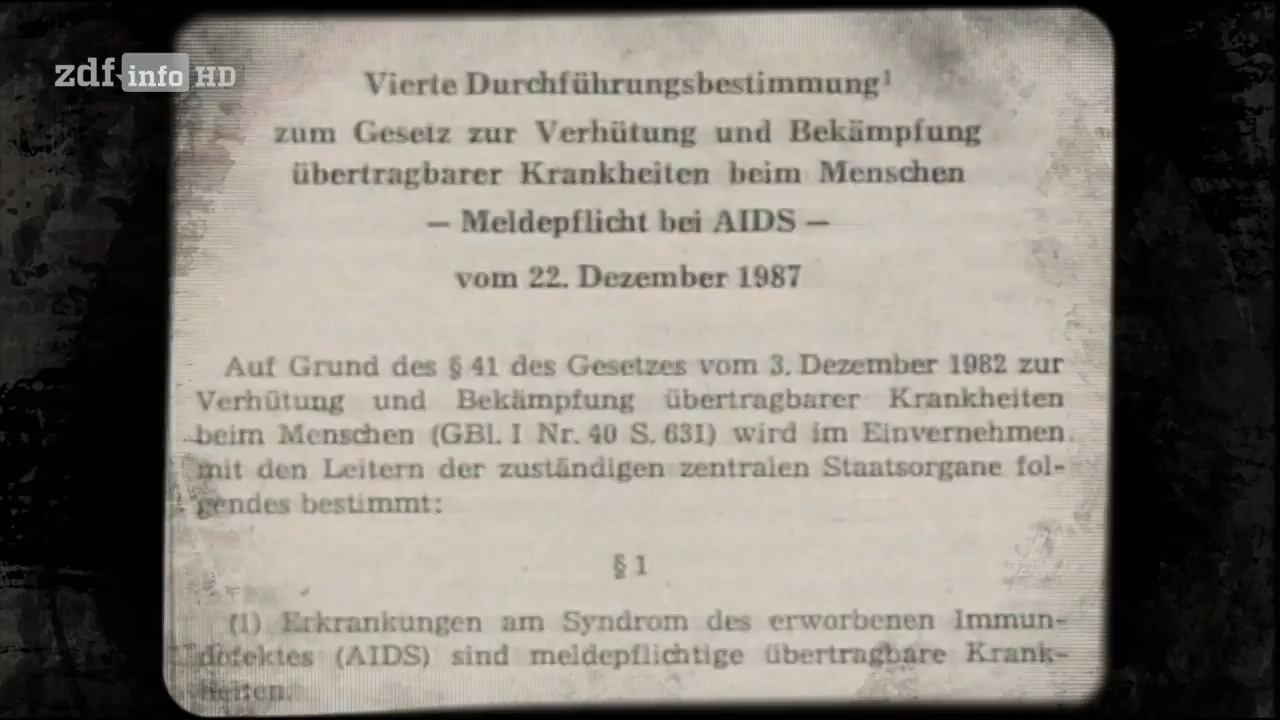 zdf info HD
Vierte Durchführungsbestimmung¹
zum Gesetz zur Verhütung und Bekämpfung
übertragbarer Krankheiten beim Menschen
— Meldepflicht bei AIDS —
vom 22. Dezember 1987
Auf Grund des § 41 des Gesetzes vom 3. Dezember 1982 zur
Verhütung und Bekämpfung übertragbarer Krankheiten
beim Menschen (GBl. I Nr. 40 S. 631) wird im Einvernehmen
mit den Leitern der zuständigen zentralen Staatsorgane fol-
gendes bestimmt:
§ 1
(1) Erkrankungen am Syndrom des erworbenen Immun-
defektes (AIDS) sind meldepflichtige übertragbare Krank-
heiten.